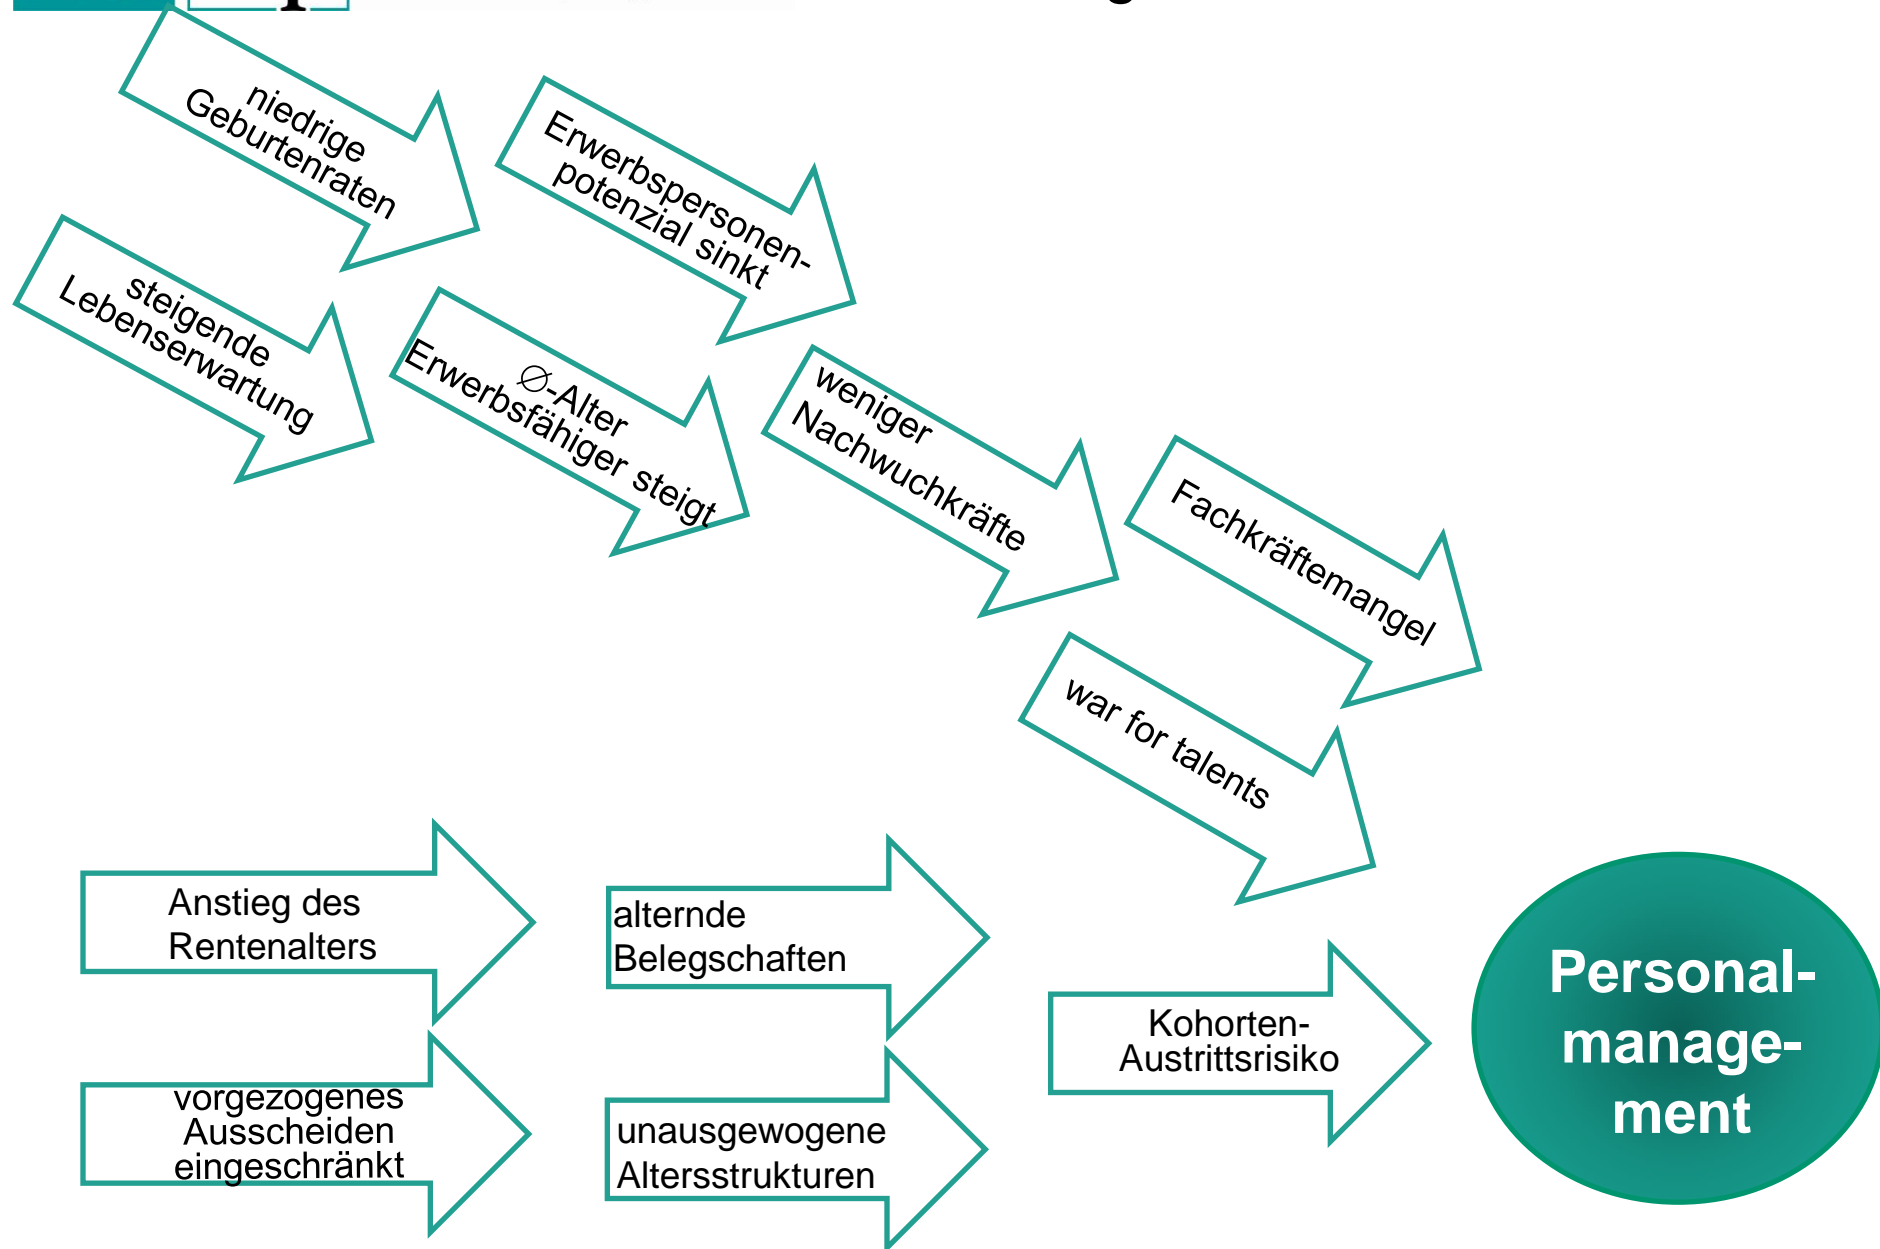 niedrige
Geburtenraten
Erwerbspersonen-
potenzial sinkt
steigende
Lebenserwartung
∅-Alter
Erwerbsfähiger steigt
weniger
Nachwuchkräfte
Fachkräftemangel
war for talents
Anstieg des
Rentenalters
alternde
Belegschaften
Kohorten-
Austrittsrisiko
vorgezogenes
Ausscheiden
eingeschränkt
unausgewogene
Altersstrukturen
Personal-
manage-
ment